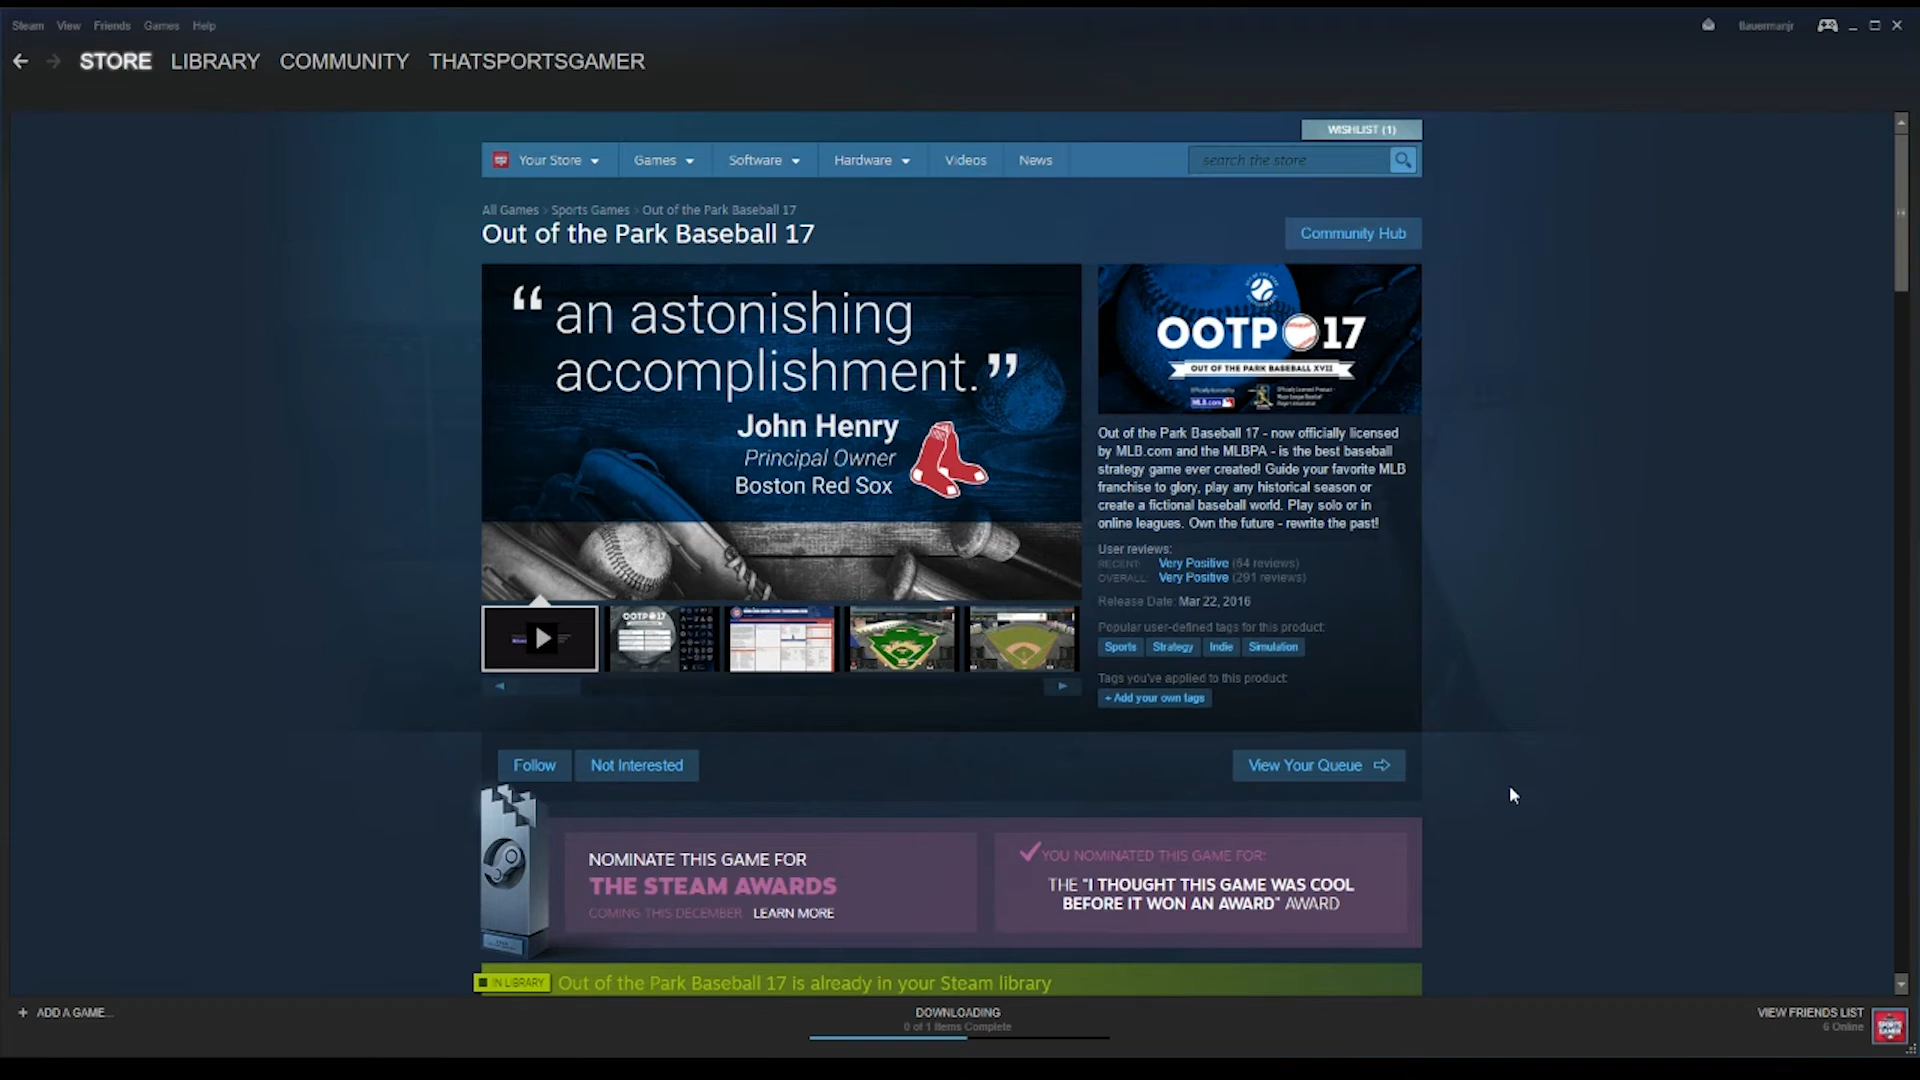 Steam View Friends Games Help
flauermanjr
STORE LIBRARY COMMUNITY THATSPORTSGAMER
WISHLIST (1)
Your Store Games Software Hardware Videos News
search the store
All Games > Sports Games > Out of the Park Baseball 17
Out of the Park Baseball 17
Community Hub
“an astonishing
accomplishment.”
John Henry
Principal Owner
Boston Red Sox
OOTP 17
OUT OF THE PARK BASEBALL XVII
MLB.com
Out of the Park Baseball 17 - now officially licensed
by MLB.com and the MLBPA - is the best baseball
strategy game ever created! Guide your favorite MLB
franchise to glory, play any historical season or
create a fictional baseball world. Play solo or in
online leagues. Own the future - rewrite the past!
User reviews:
RECENT: Very Positive (64 reviews)
OVERALL: Very Positive (291 reviews)
Release Date: Mar 22, 2016
Popular user-defined tags for this product:
Sports Strategy Indie Simulation
Tags you've applied to this product:
+ Add your own tags
OOTP 17
Follow Not Interested
View Your Queue
NOMINATE THIS GAME FOR
THE STEAM AWARDS
COMING THIS DECEMBER LEARN MORE
YOU NOMINATED THIS GAME FOR:
THE "I THOUGHT THIS GAME WAS COOL
BEFORE IT WON AN AWARD" AWARD
IN LIBRARY Out of the Park Baseball 17 is already in your Steam library
+ ADD A GAME...
DOWNLOADING
0 of 1 Items Complete
VIEW FRIENDS LIST
6 Online